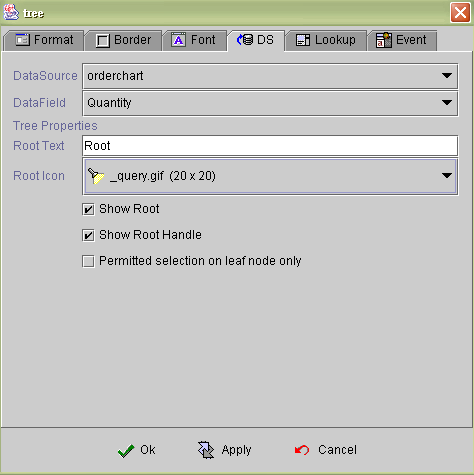 tree
Format Border Font DS Lookup Event
DataSource orderchart
DataField Quantity
Tree Properties
Root Text Root
Root Icon _query.gif (20 x 20)
Show Root
Show Root Handle
Permitted selection on leaf node only
Ok Apply Cancel